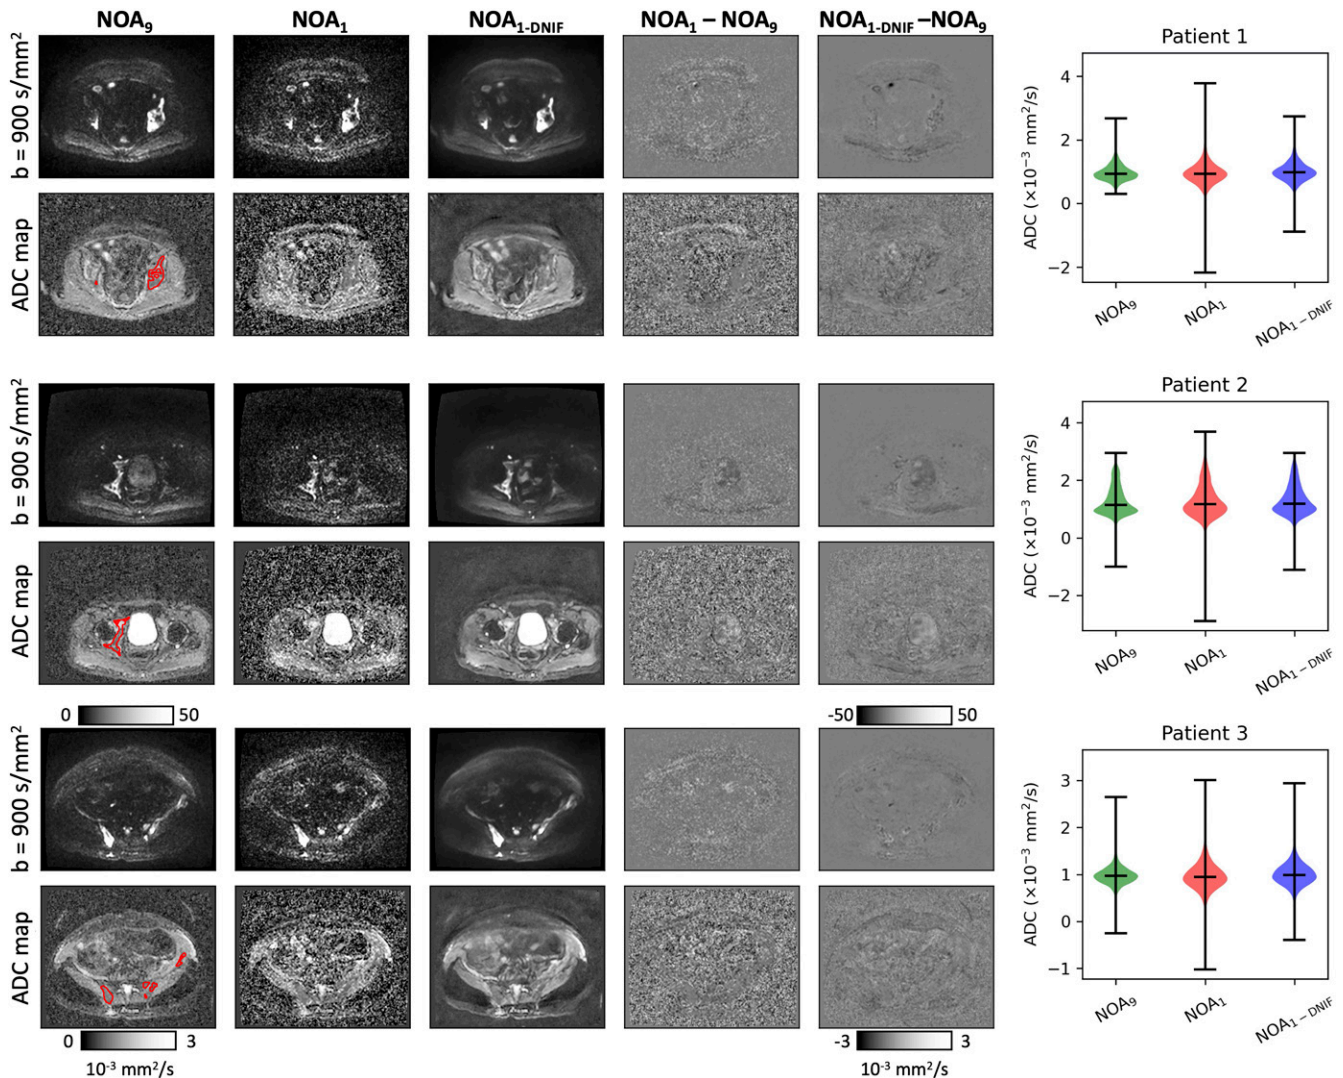 NOA₉ NOA₁ NOA₁₋DNIF NOA₁ – NOA₉ NOA₁₋DNIF –NOA₉
b = 900 s/mm²
ADC map
Patient 1
ADC (×10⁻³ mm²/s)
4
2
0
−2
NOA₉ NOA₁ NOA₁ ₋ DNIF
b = 900 s/mm²
ADC map
Patient 2
ADC (×10⁻³ mm²/s)
4
2
0
−2
NOA₉ NOA₁ NOA₁ ₋ DNIF
0 50 -50 50
b = 900 s/mm²
ADC map
Patient 3
ADC (×10⁻³ mm²/s)
3
2
1
0
−1
NOA₉ NOA₁ NOA₁ ₋ DNIF
0 3 -3 3
10⁻³ mm²/s 10⁻³ mm²/s